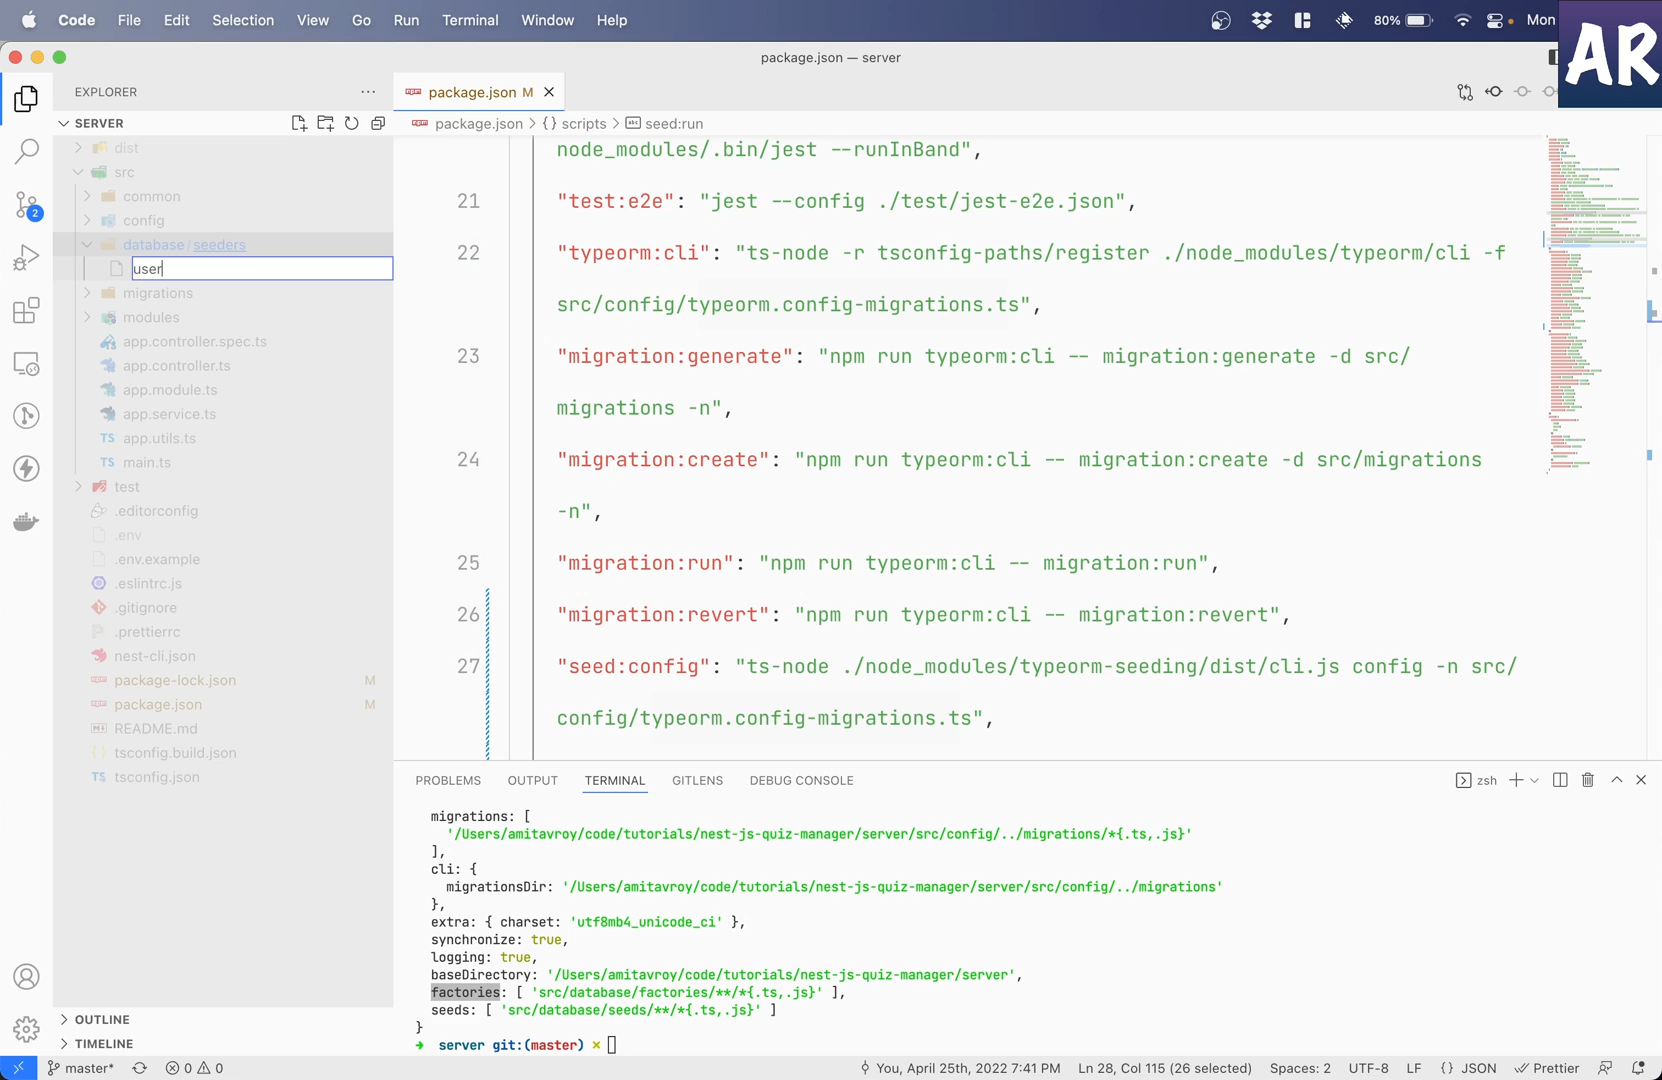 Code File Edit Selection View Go Run Terminal Window Help 80% Mon
AR
package.json — server
EXPLORER
package.json M
SERVER
package.json > {} scripts > seed:run
dist
src
common
config
database / seeders
user
migrations
modules
app.controller.spec.ts
app.controller.ts
app.module.ts
app.service.ts
TS app.utils.ts
TS main.ts
test
.editorconfig
.env
.env.example
.eslintrc.js
.gitignore
.prettierrc
nest-cli.json
package-lock.json M
package.json M
README.md
tsconfig.build.json
TS tsconfig.json
OUTLINE
TIMELINE
node_modules/.bin/jest --runInBand",
21 "test:e2e": "jest --config ./test/jest-e2e.json",
22 "typeorm:cli": "ts-node -r tsconfig-paths/register ./node_modules/typeorm/cli -f
src/config/typeorm.config-migrations.ts",
23 "migration:generate": "npm run typeorm:cli -- migration:generate -d src/
migrations -n",
24 "migration:create": "npm run typeorm:cli -- migration:create -d src/migrations
-n",
25 "migration:run": "npm run typeorm:cli -- migration:run",
26 "migration:revert": "npm run typeorm:cli -- migration:revert",
27 "seed:config": "ts-node ./node_modules/typeorm-seeding/dist/cli.js config -n src/
config/typeorm.config-migrations.ts",
PROBLEMS OUTPUT TERMINAL GITLENS DEBUG CONSOLE zsh
migrations: [
'/Users/amitavroy/code/tutorials/nest-js-quiz-manager/server/src/config/../migrations/*{.ts,.js}'
],
cli: {
migrationsDir: '/Users/amitavroy/code/tutorials/nest-js-quiz-manager/server/src/config/../migrations'
},
extra: { charset: 'utf8mb4_unicode_ci' },
synchronize: true,
logging: true,
baseDirectory: '/Users/amitavroy/code/tutorials/nest-js-quiz-manager/server',
factories: [ 'src/database/factories/**/*{.ts,.js}' ],
seeds: [ 'src/database/seeds/**/*{.ts,.js}' ]
}
server git:(master) ×
2
master* 0 0 You, April 25th, 2022 7:41 PM Ln 28, Col 115 (26 selected) Spaces: 2 UTF-8 LF {} JSON Prettier